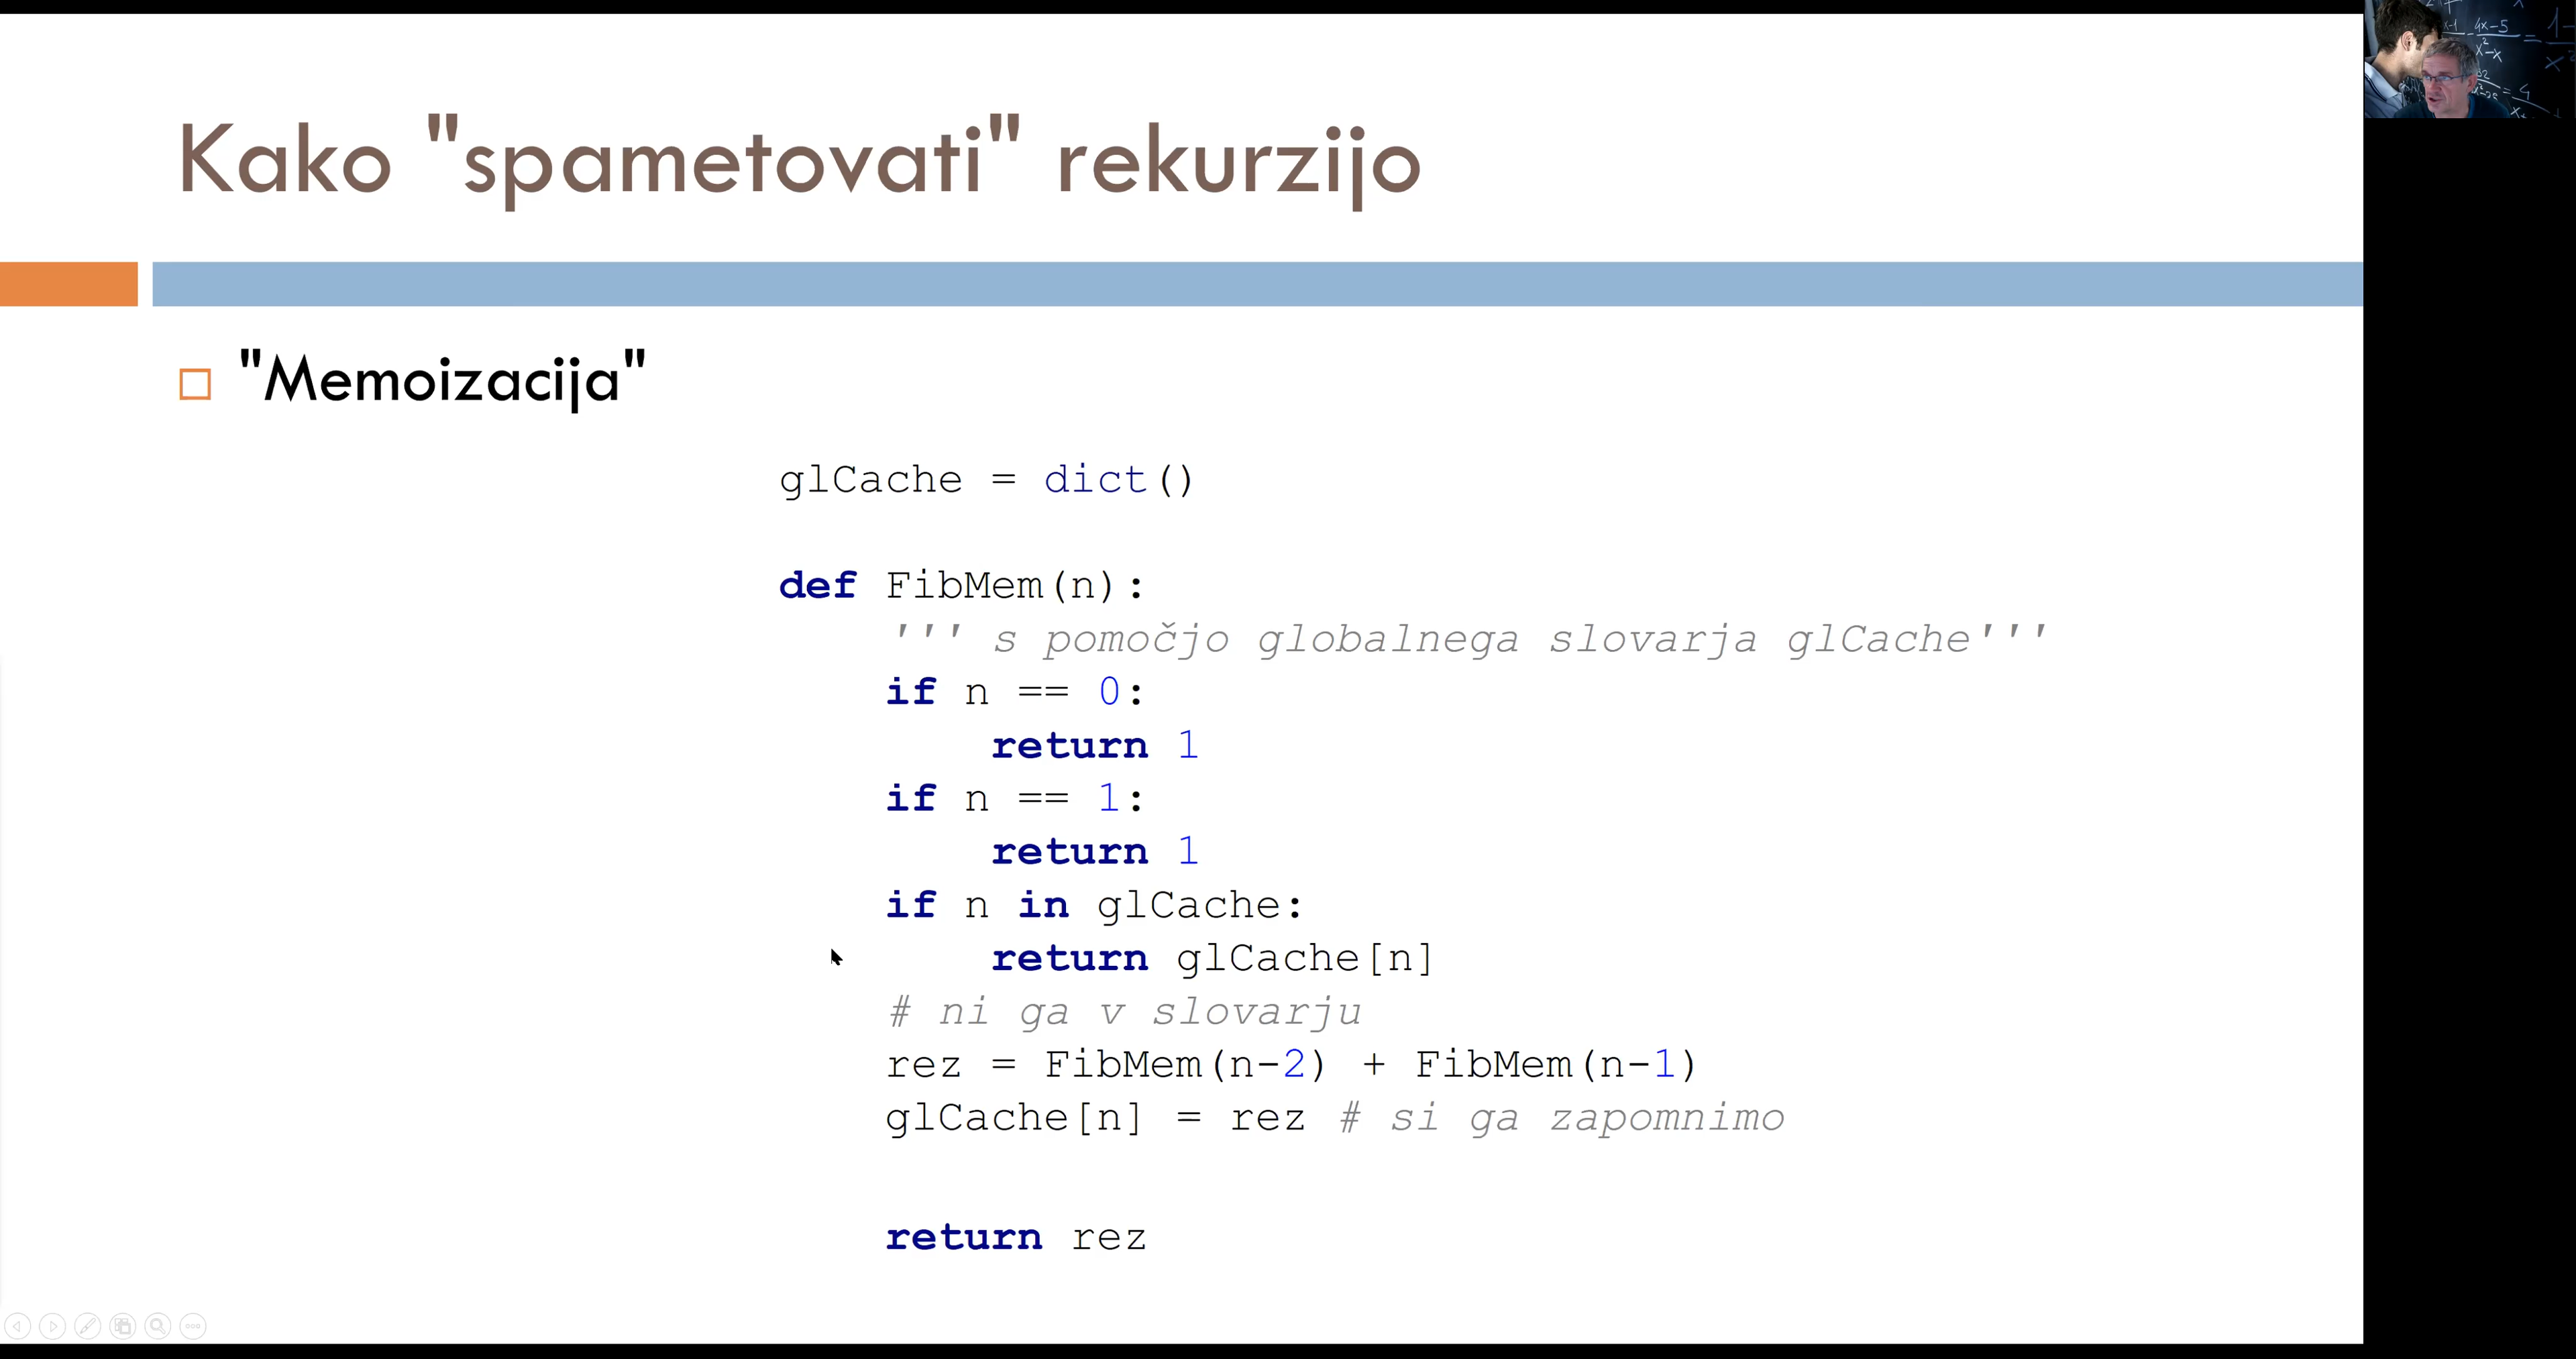 Kako "spametovati" rekurzijo
"Memoizacija"
glCache = dict()
def FibMem(n):
''' s pomočjo globalnega slovarja glCache'''
if n == 0:
return 1
if n == 1:
return 1
if n in glCache:
return glCache[n]
# ni ga v slovarju
rez = FibMem(n-2) + FibMem(n-1)
glCache[n] = rez # si ga zapomnimo
return rez